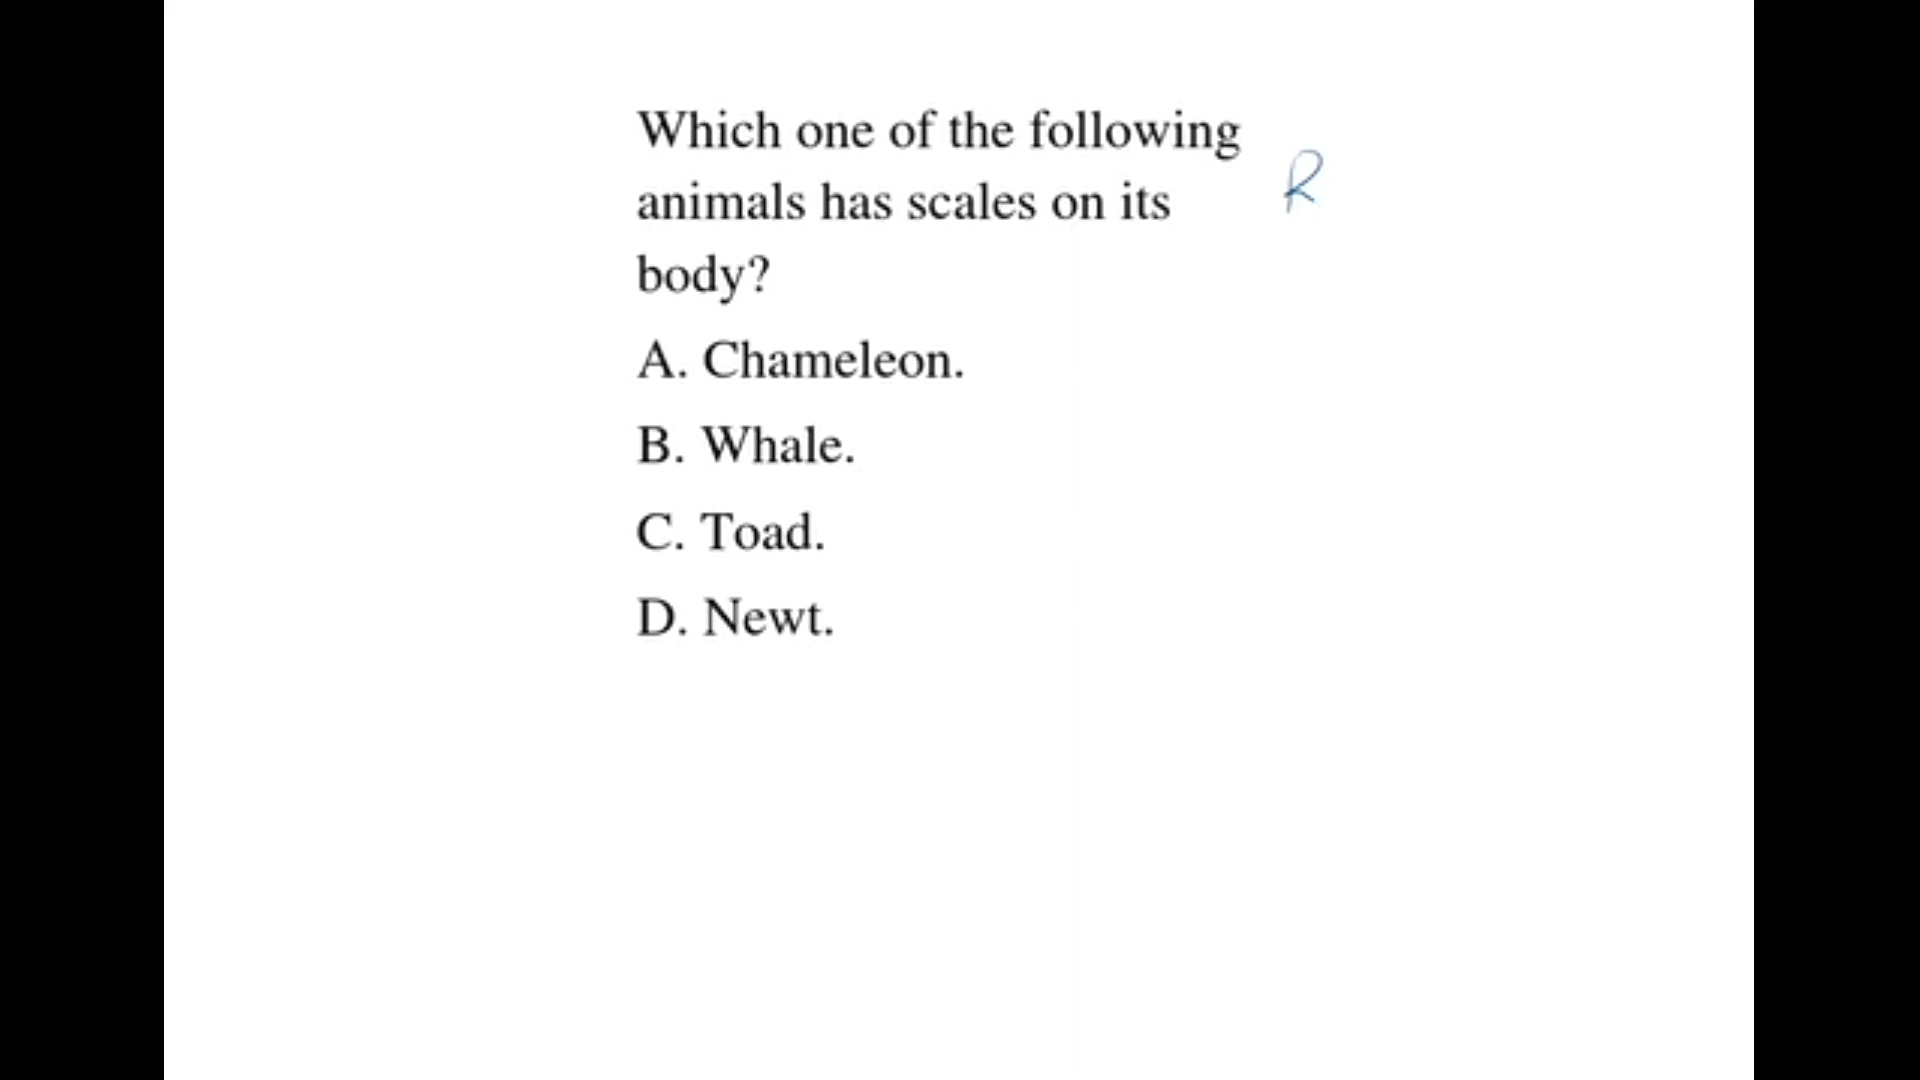 Which one of the following
animals has scales on its
body?
R
A. Chameleon.
B. Whale.
C. Toad.
D. Newt.